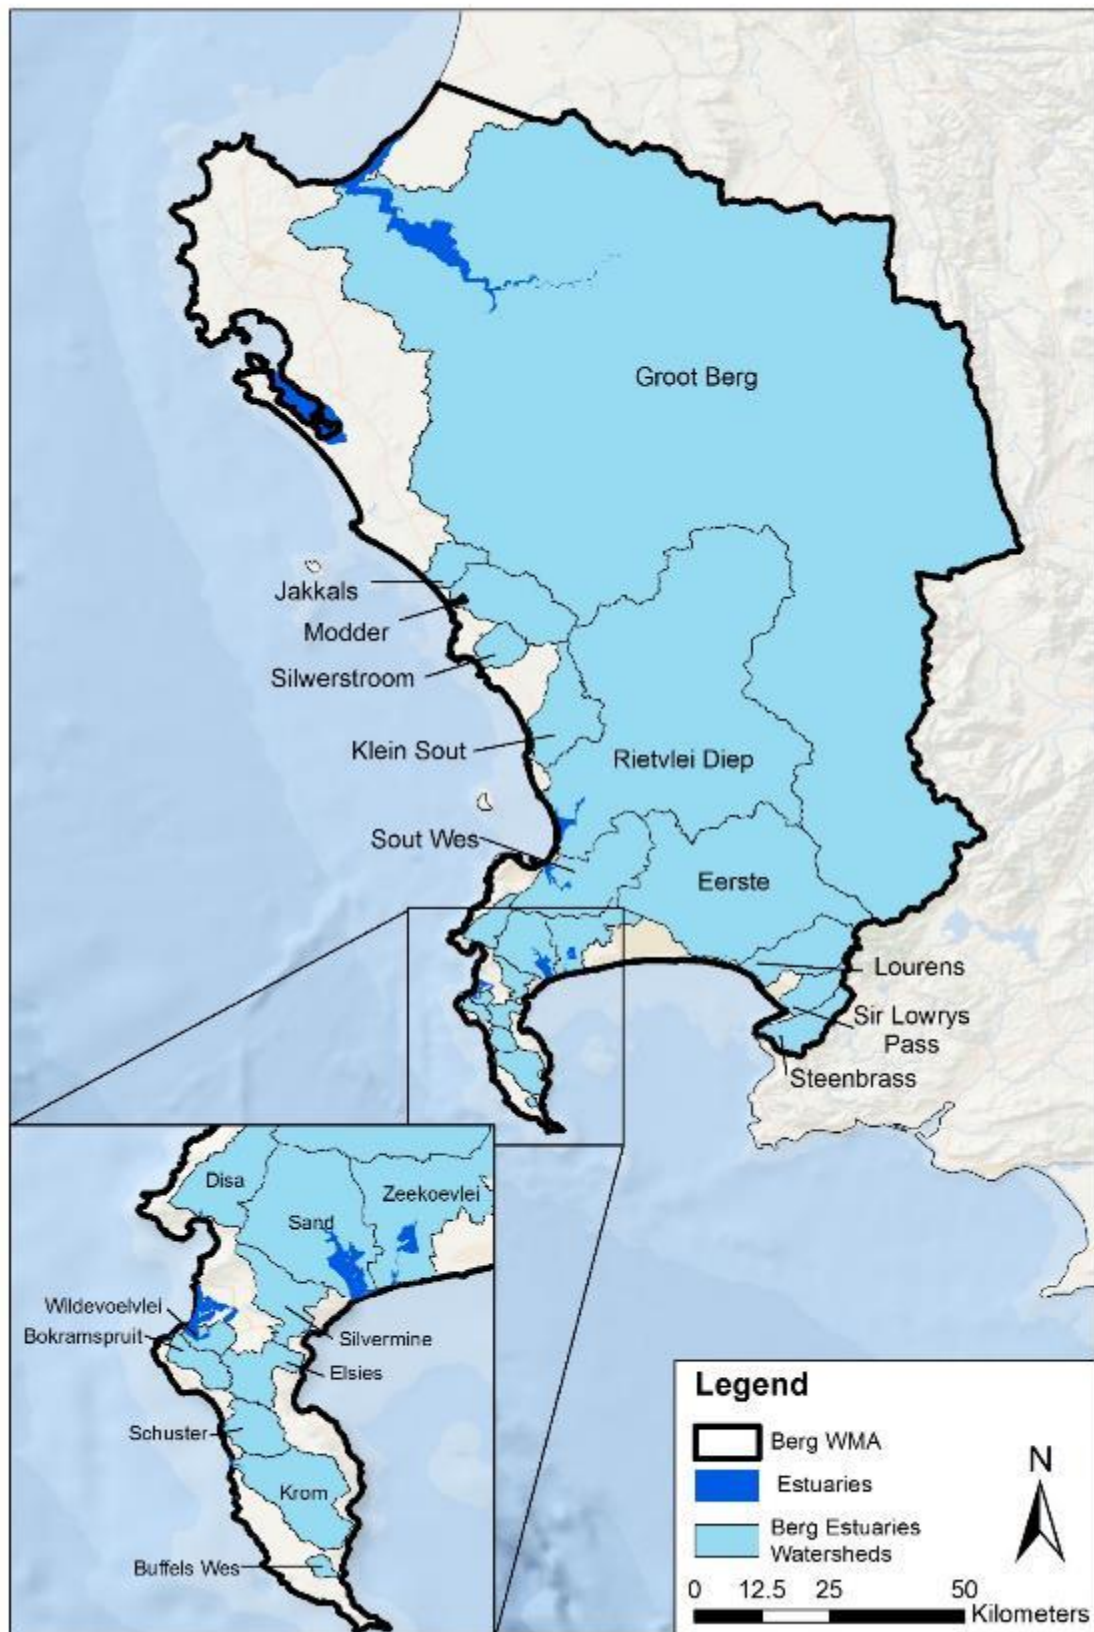 Groot Berg
Jakkals
Modder
Silwerstroom
Klein Sout
Rietvlei Diep
Sout Wes
Eerste
Lourens
Sir Lowrys
Pass
Steenbrass
Disa
Zeekoevlei
Sand
Wildevoelvlei
Bokramspruit
Silvermine
Elsies
Schuster
Krom
Buffels Wes
Legend
Berg WMA
Estuaries
Berg Estuaries
Watersheds
N
0 12.5 25 50
Kilometers